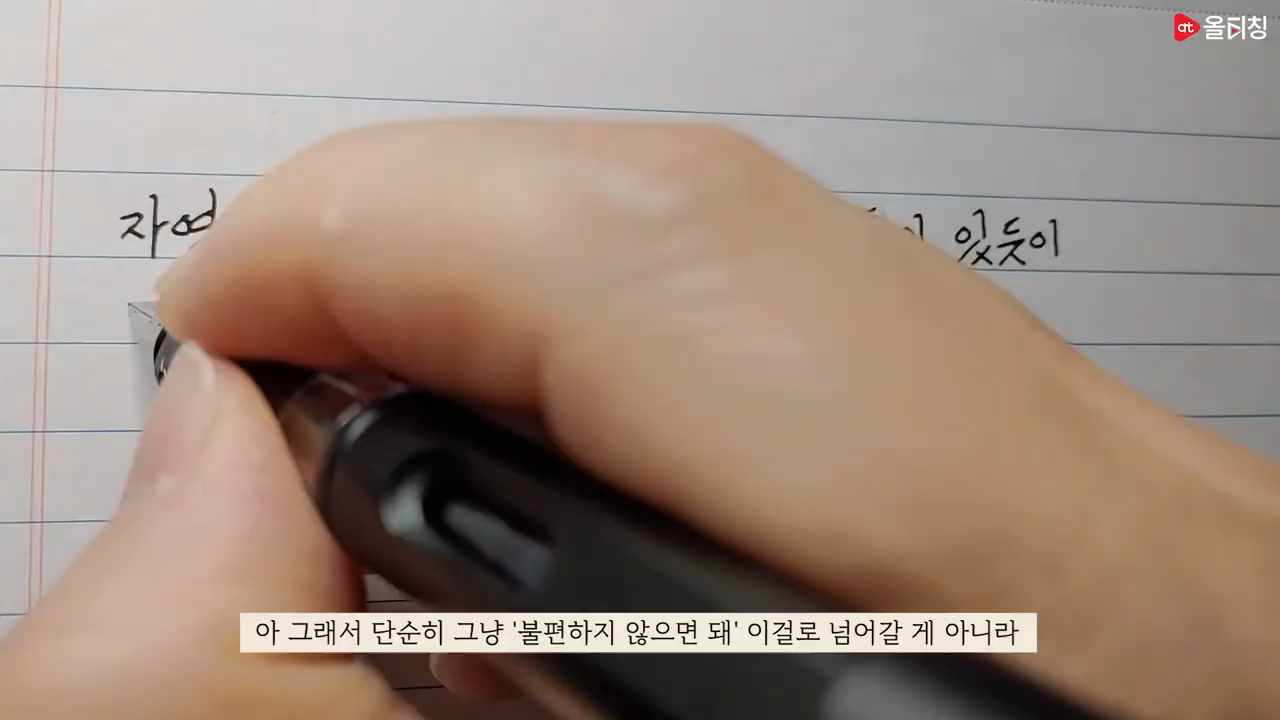 at 올티칭
자연
있듯이
아 그래서 단순히 그냥 '불편하지 않으면 돼' 이걸로 넘어갈 게 아니라